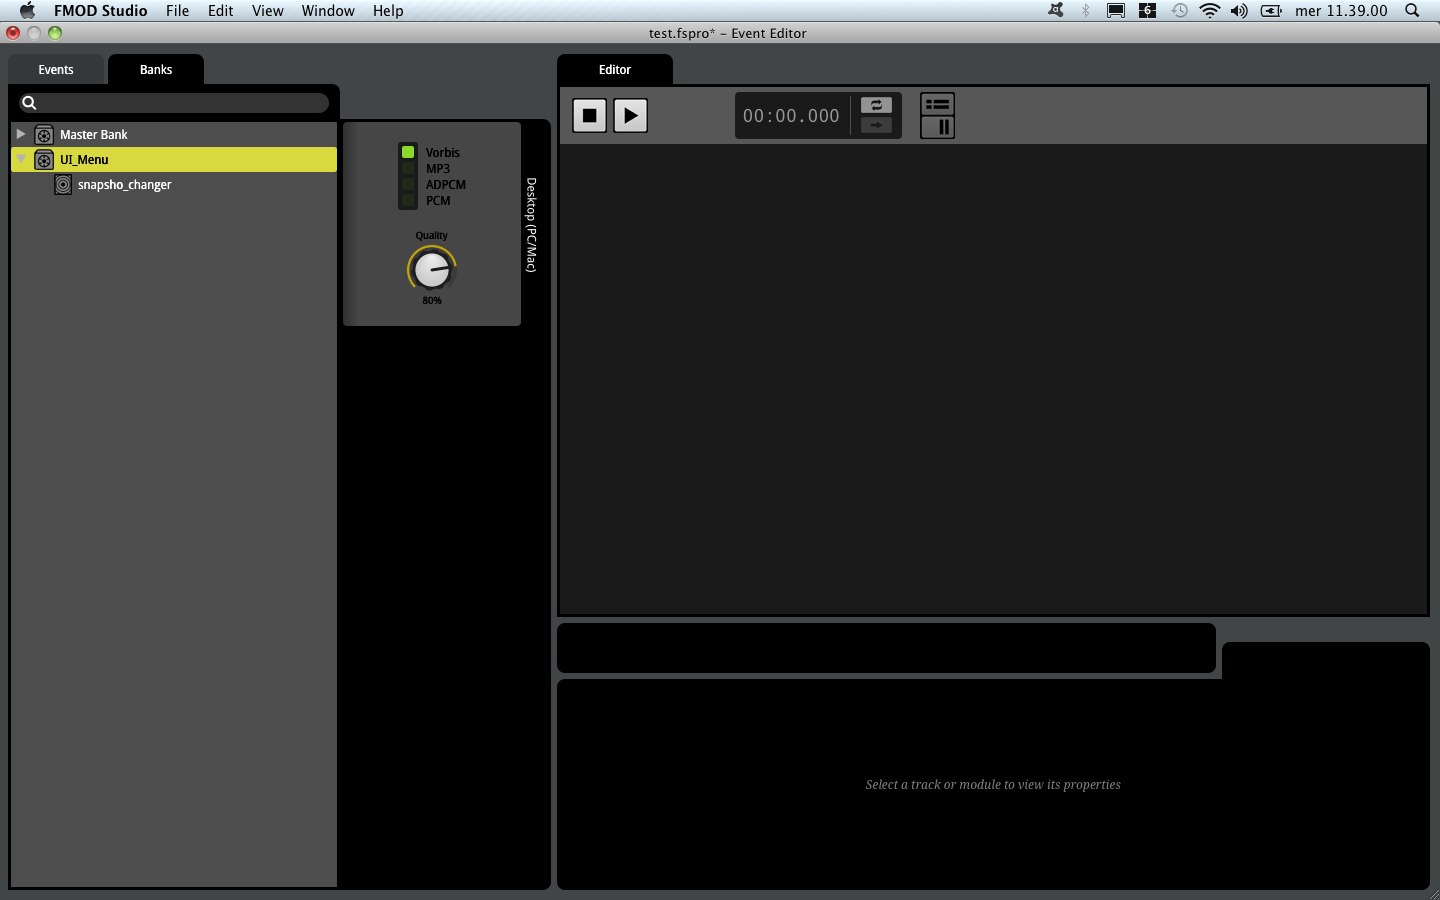 FMOD Studio File Edit View Window Help 6 mer 11.39.00
test.fspro* – Event Editor
Events Banks
Editor
00:00.000
Master Bank
UI_Menu
snapsho_changer
Vorbis
MP3
ADPCM
PCM
Quality
80%
Desktop (PC/Mac)
Select a track or module to view its properties